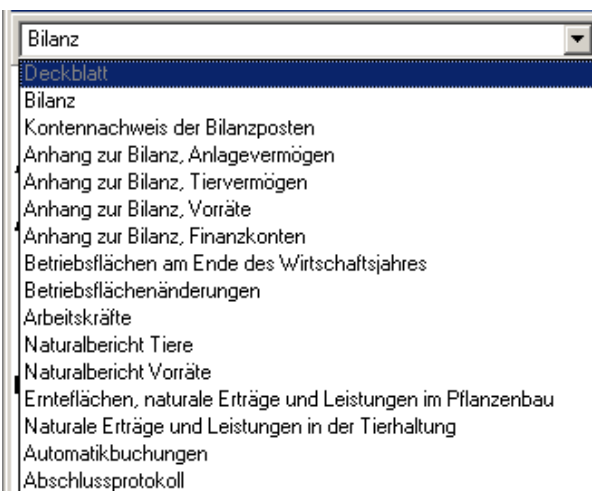 Bilanz
Deckblatt
Bilanz
Kontennachweis der Bilanzposten
Anhang zur Bilanz, Anlagevermögen
Anhang zur Bilanz, Tiervermögen
Anhang zur Bilanz, Vorräte
Anhang zur Bilanz, Finanzkonten
Betriebsflächen am Ende des Wirtschaftsjahres
Betriebsflächenänderungen
Arbeitskräfte
Naturalbericht Tiere
Naturalbericht Vorräte
Ernteflächen, naturale Erträge und Leistungen im Pflanzenbau
Naturale Erträge und Leistungen in der Tierhaltung
Automatikbuchungen
Abschlussprotokoll